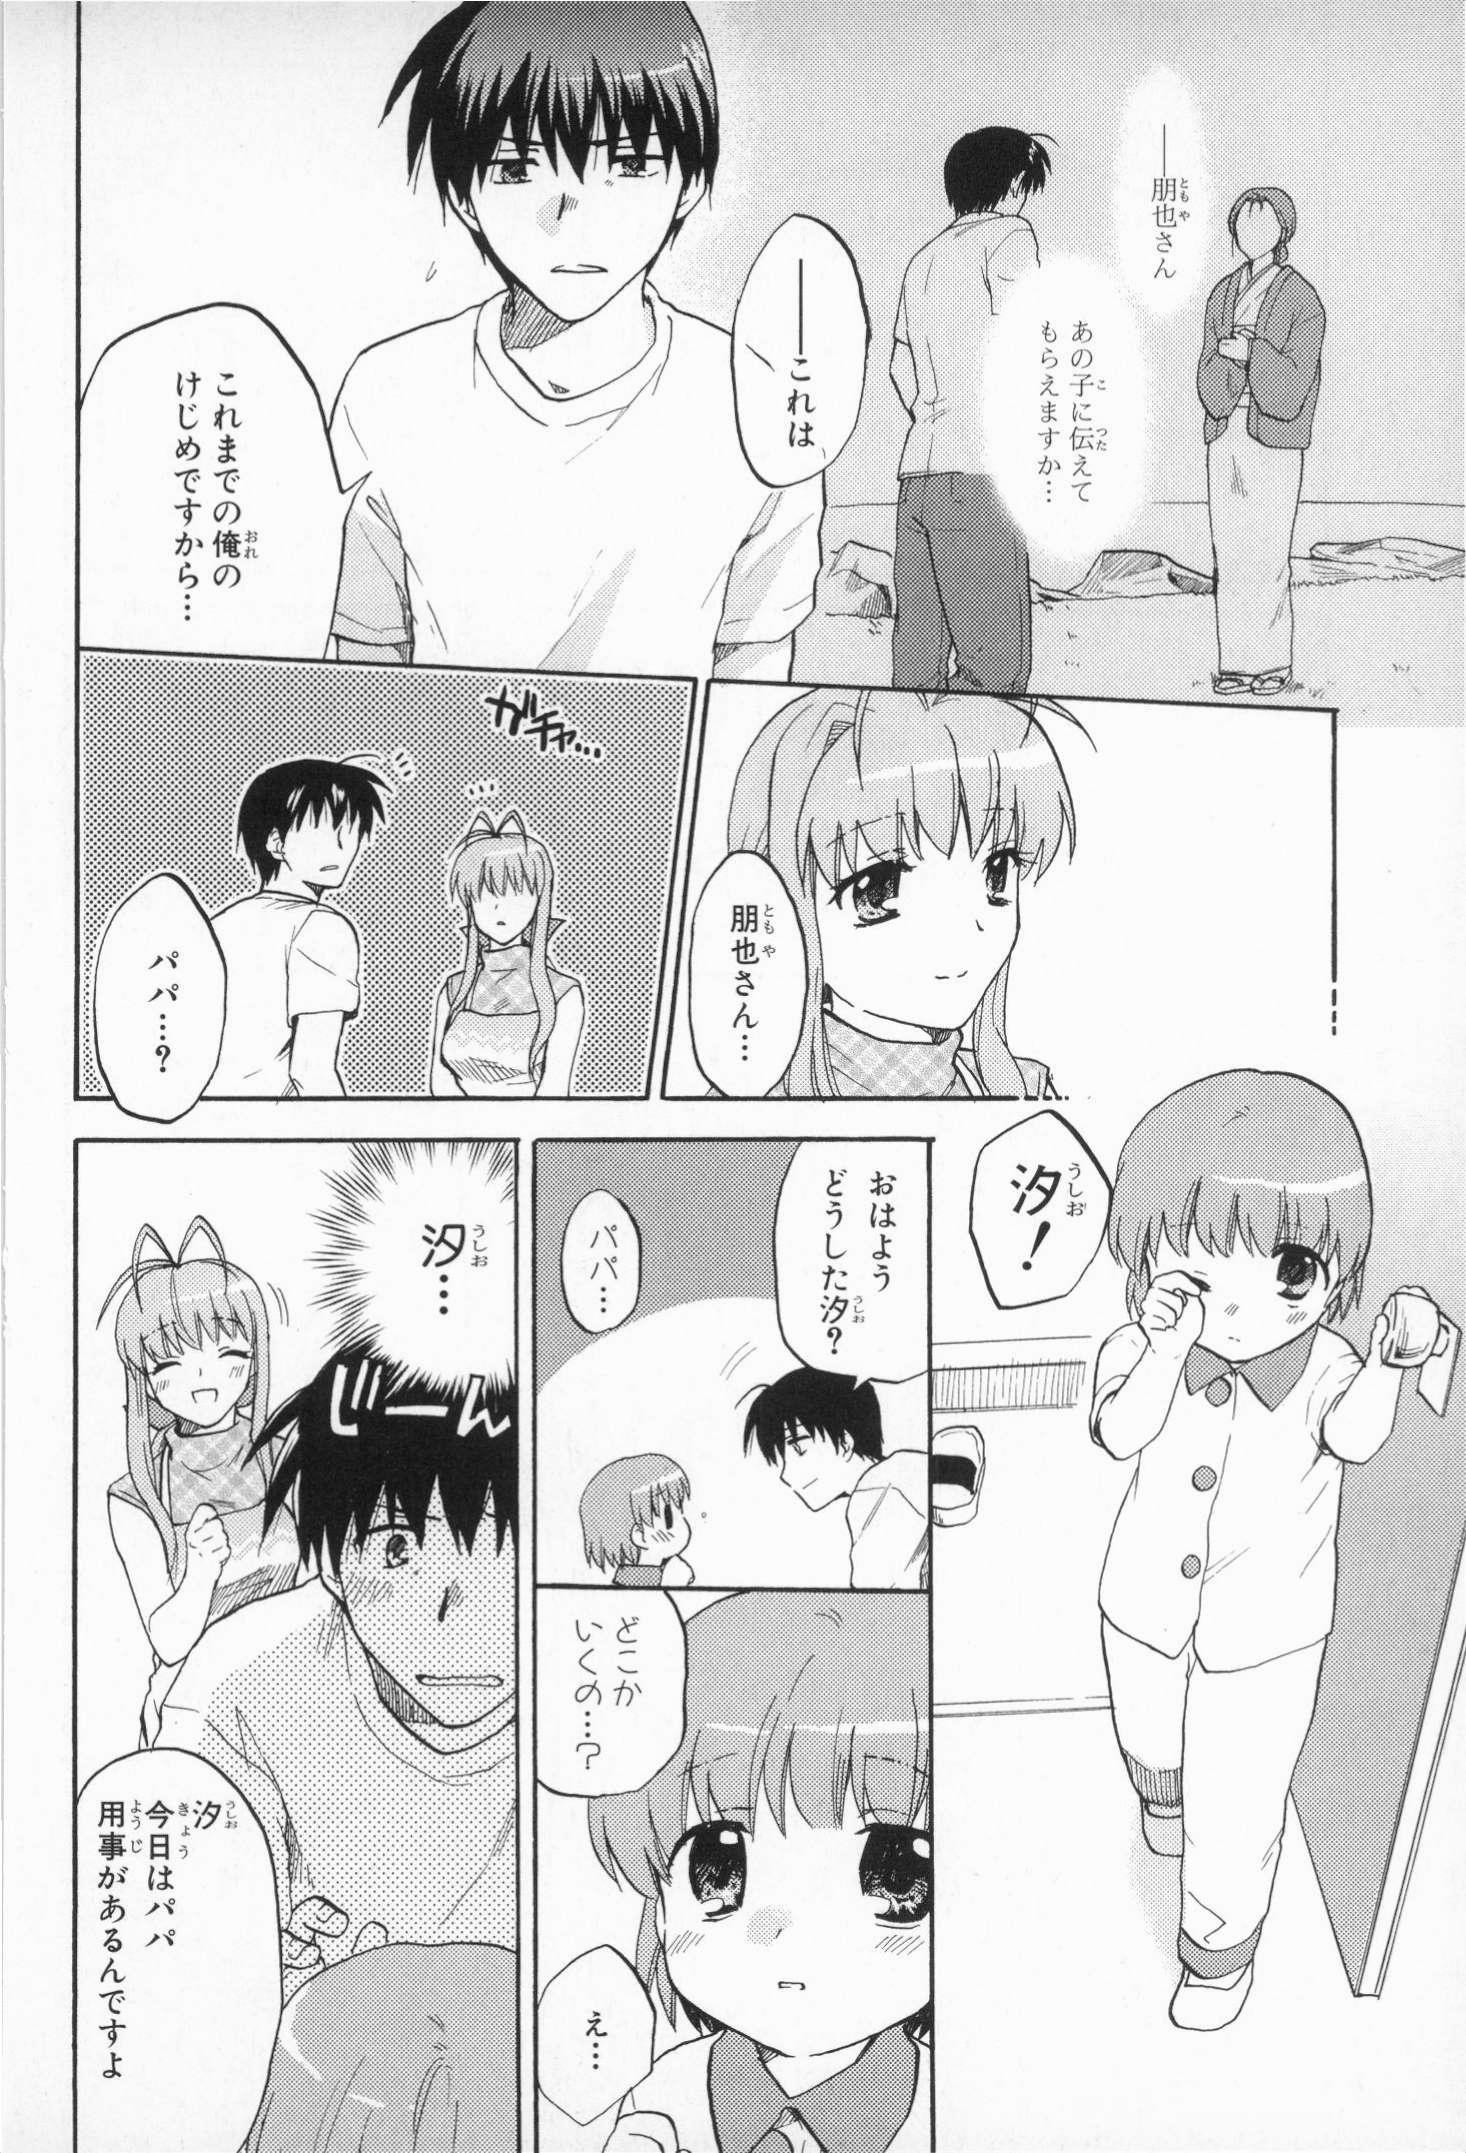 ――朋也さん
あの子に伝えて
もらえますか…
――これは
これまでの俺の
けじめですから…
朋也さん…
ガチャ…
パパ…?
汐!
おはよう
どうした汐?
パパ…
どこか
いくの…?
え…
汐…
じーん
汐
今日はパパ
用事があるんですよ